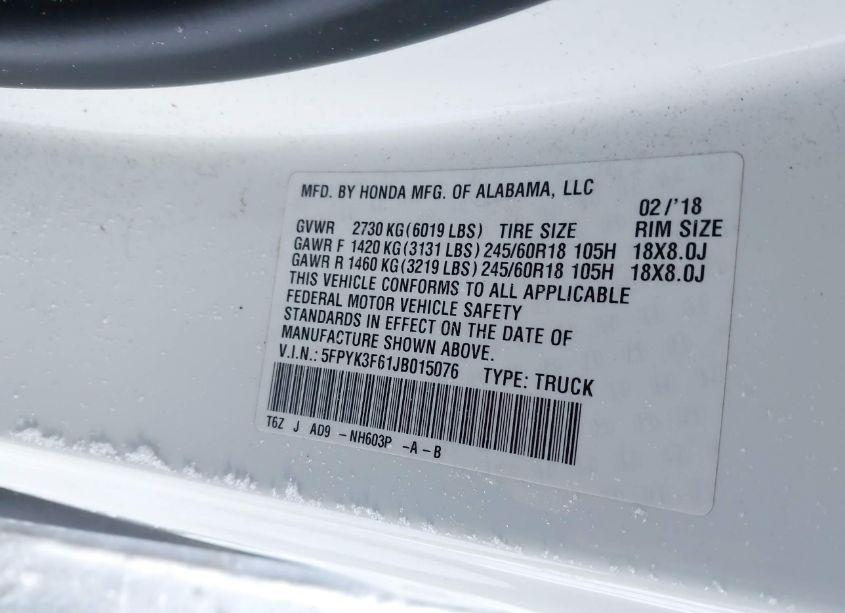 MFD. BY HONDA MFG. OF ALABAMA, LLC
02/'18
GVWR 2730 KG (6019 LBS) TIRE SIZE RIM SIZE
GAWR F 1420 KG (3131 LBS) 245/60R18 105H 18X8.0J
GAWR R 1460 KG (3219 LBS) 245/60R18 105H 18X8.0J
THIS VEHICLE CONFORMS TO ALL APPLICABLE
FEDERAL MOTOR VEHICLE SAFETY
STANDARDS IN EFFECT ON THE DATE OF
MANUFACTURE SHOWN ABOVE.
V.I.N.: 5FPYK3F61JB015076 TYPE: TRUCK
T6Z J AD9 -NH603P -A-B